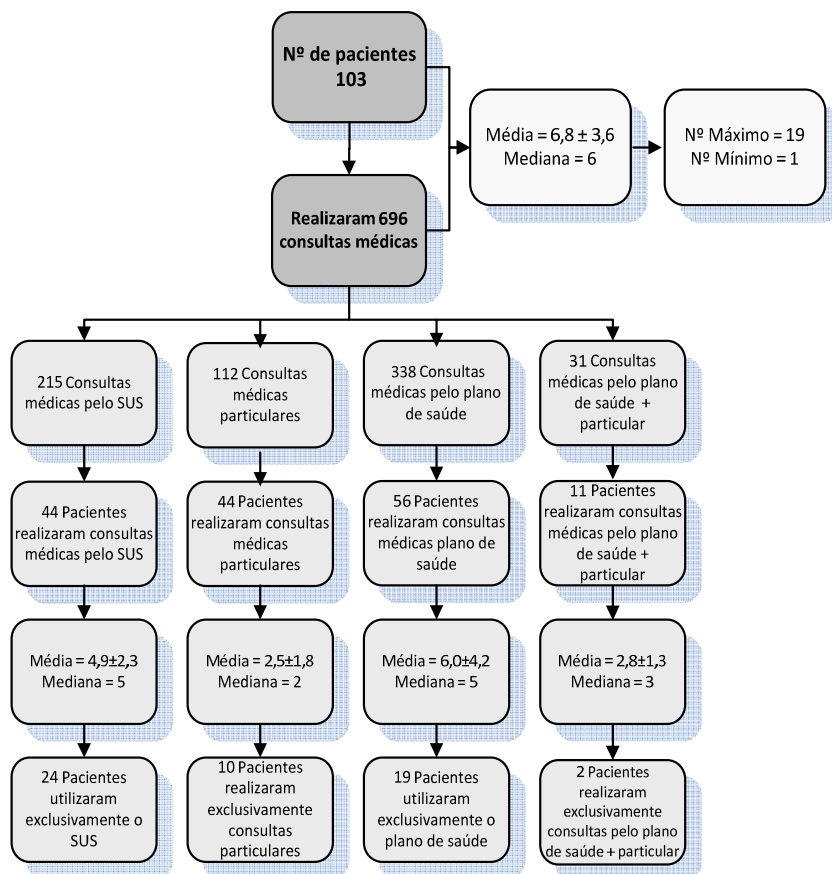 Nº de pacientes
103
Média = 6,8 ± 3,6
Mediana = 6
Nº Máximo = 19
Nº Mínimo = 1
Realizaram 696
consultas médicas
215 Consultas
médicas pelo SUS
112 Consultas
médicas
particulares
338 Consultas
médicas pelo plano
de saúde
31 Consultas
médicas pelo plano
de saúde +
particular
44 Pacientes
realizaram consultas
médicas pelo SUS
44 Pacientes
realizaram consultas
médicas
particulares
56 Pacientes
realizaram consultas
médicas plano de
saúde
11 Pacientes
realizaram consultas
médicas pelo plano
de saúde +
particular
Média = 4,9±2,3
Mediana = 5
Média = 2,5±1,8
Mediana = 2
Média = 6,0±4,2
Mediana = 5
Média = 2,8±1,3
Mediana = 3
24 Pacientes
utilizaram
exclusivamente o
SUS
10 Pacientes
realizaram
exclusivamente
consultas
particulares
19 Pacientes
utilizaram
exclusivamente o
plano de saúde
2 Pacientes
realizaram
exclusivamente
consultas pelo plano
de saúde + particular